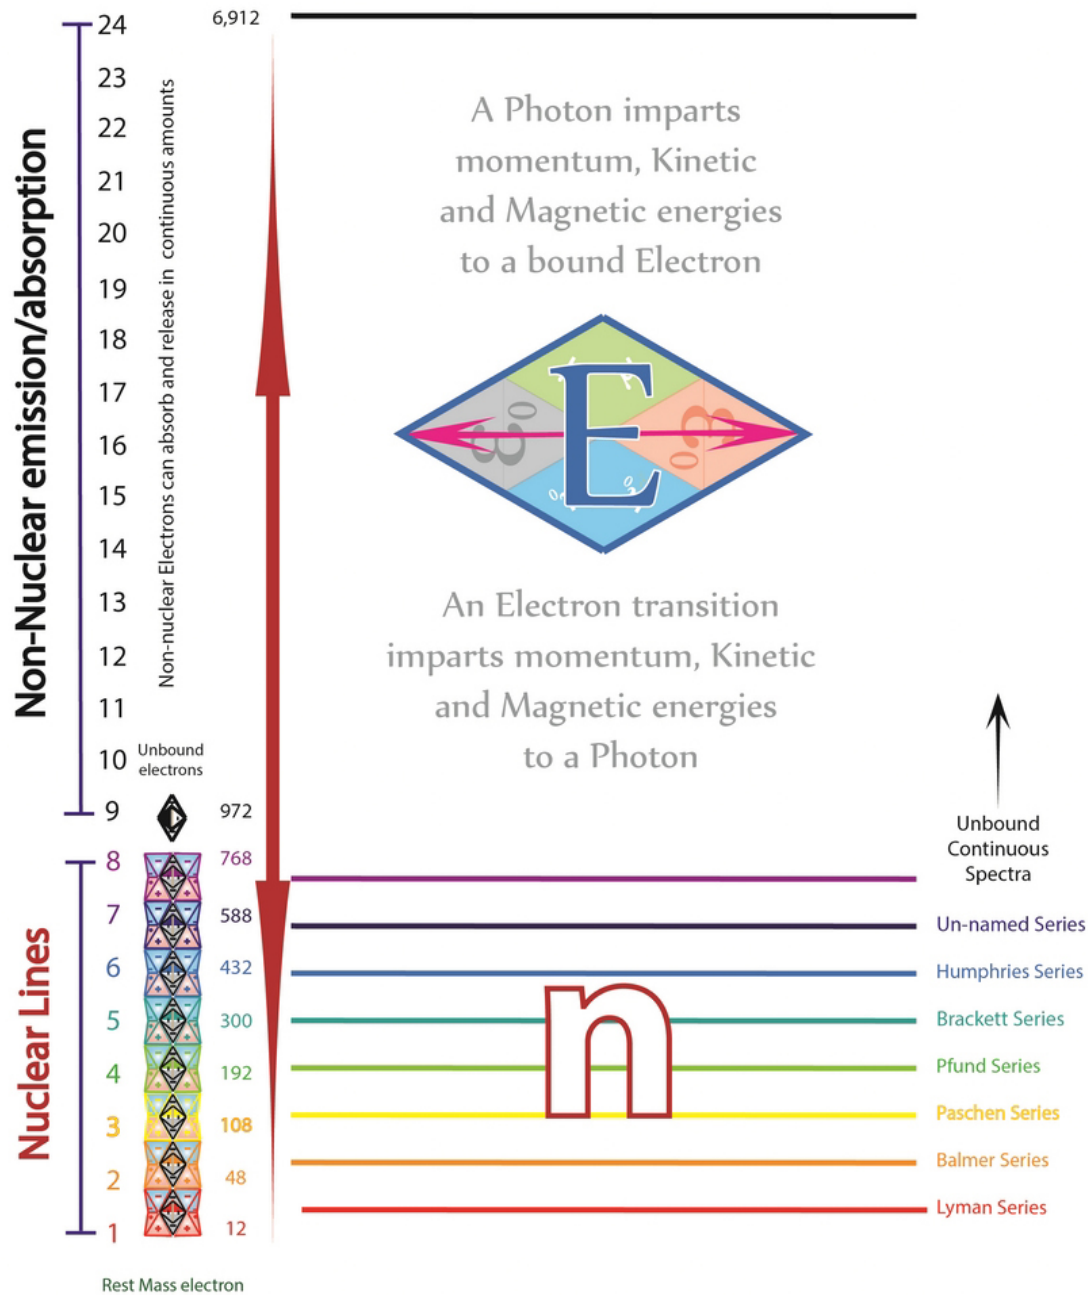 24
6,912
23
22
21
20
19
18
17
16
15
14
13
12
11
10
9
972
8
768
7
588
6
432
5
300
4
192
3
108
2
48
1
12
Non-Nuclear emission/absorption
Nuclear Lines
Non-nuclear Electrons can absorb and release in continuous amounts
Unbound
electrons
Rest Mass electron
A Photon imparts
momentum, Kinetic
and Magnetic energies
to a bound Electron
E
An Electron transition
imparts momentum, Kinetic
and Magnetic energies
to a Photon
n
Unbound
Continuous
Spectra
Un-named Series
Humphries Series
Brackett Series
Pfund Series
Paschen Series
Balmer Series
Lyman Series